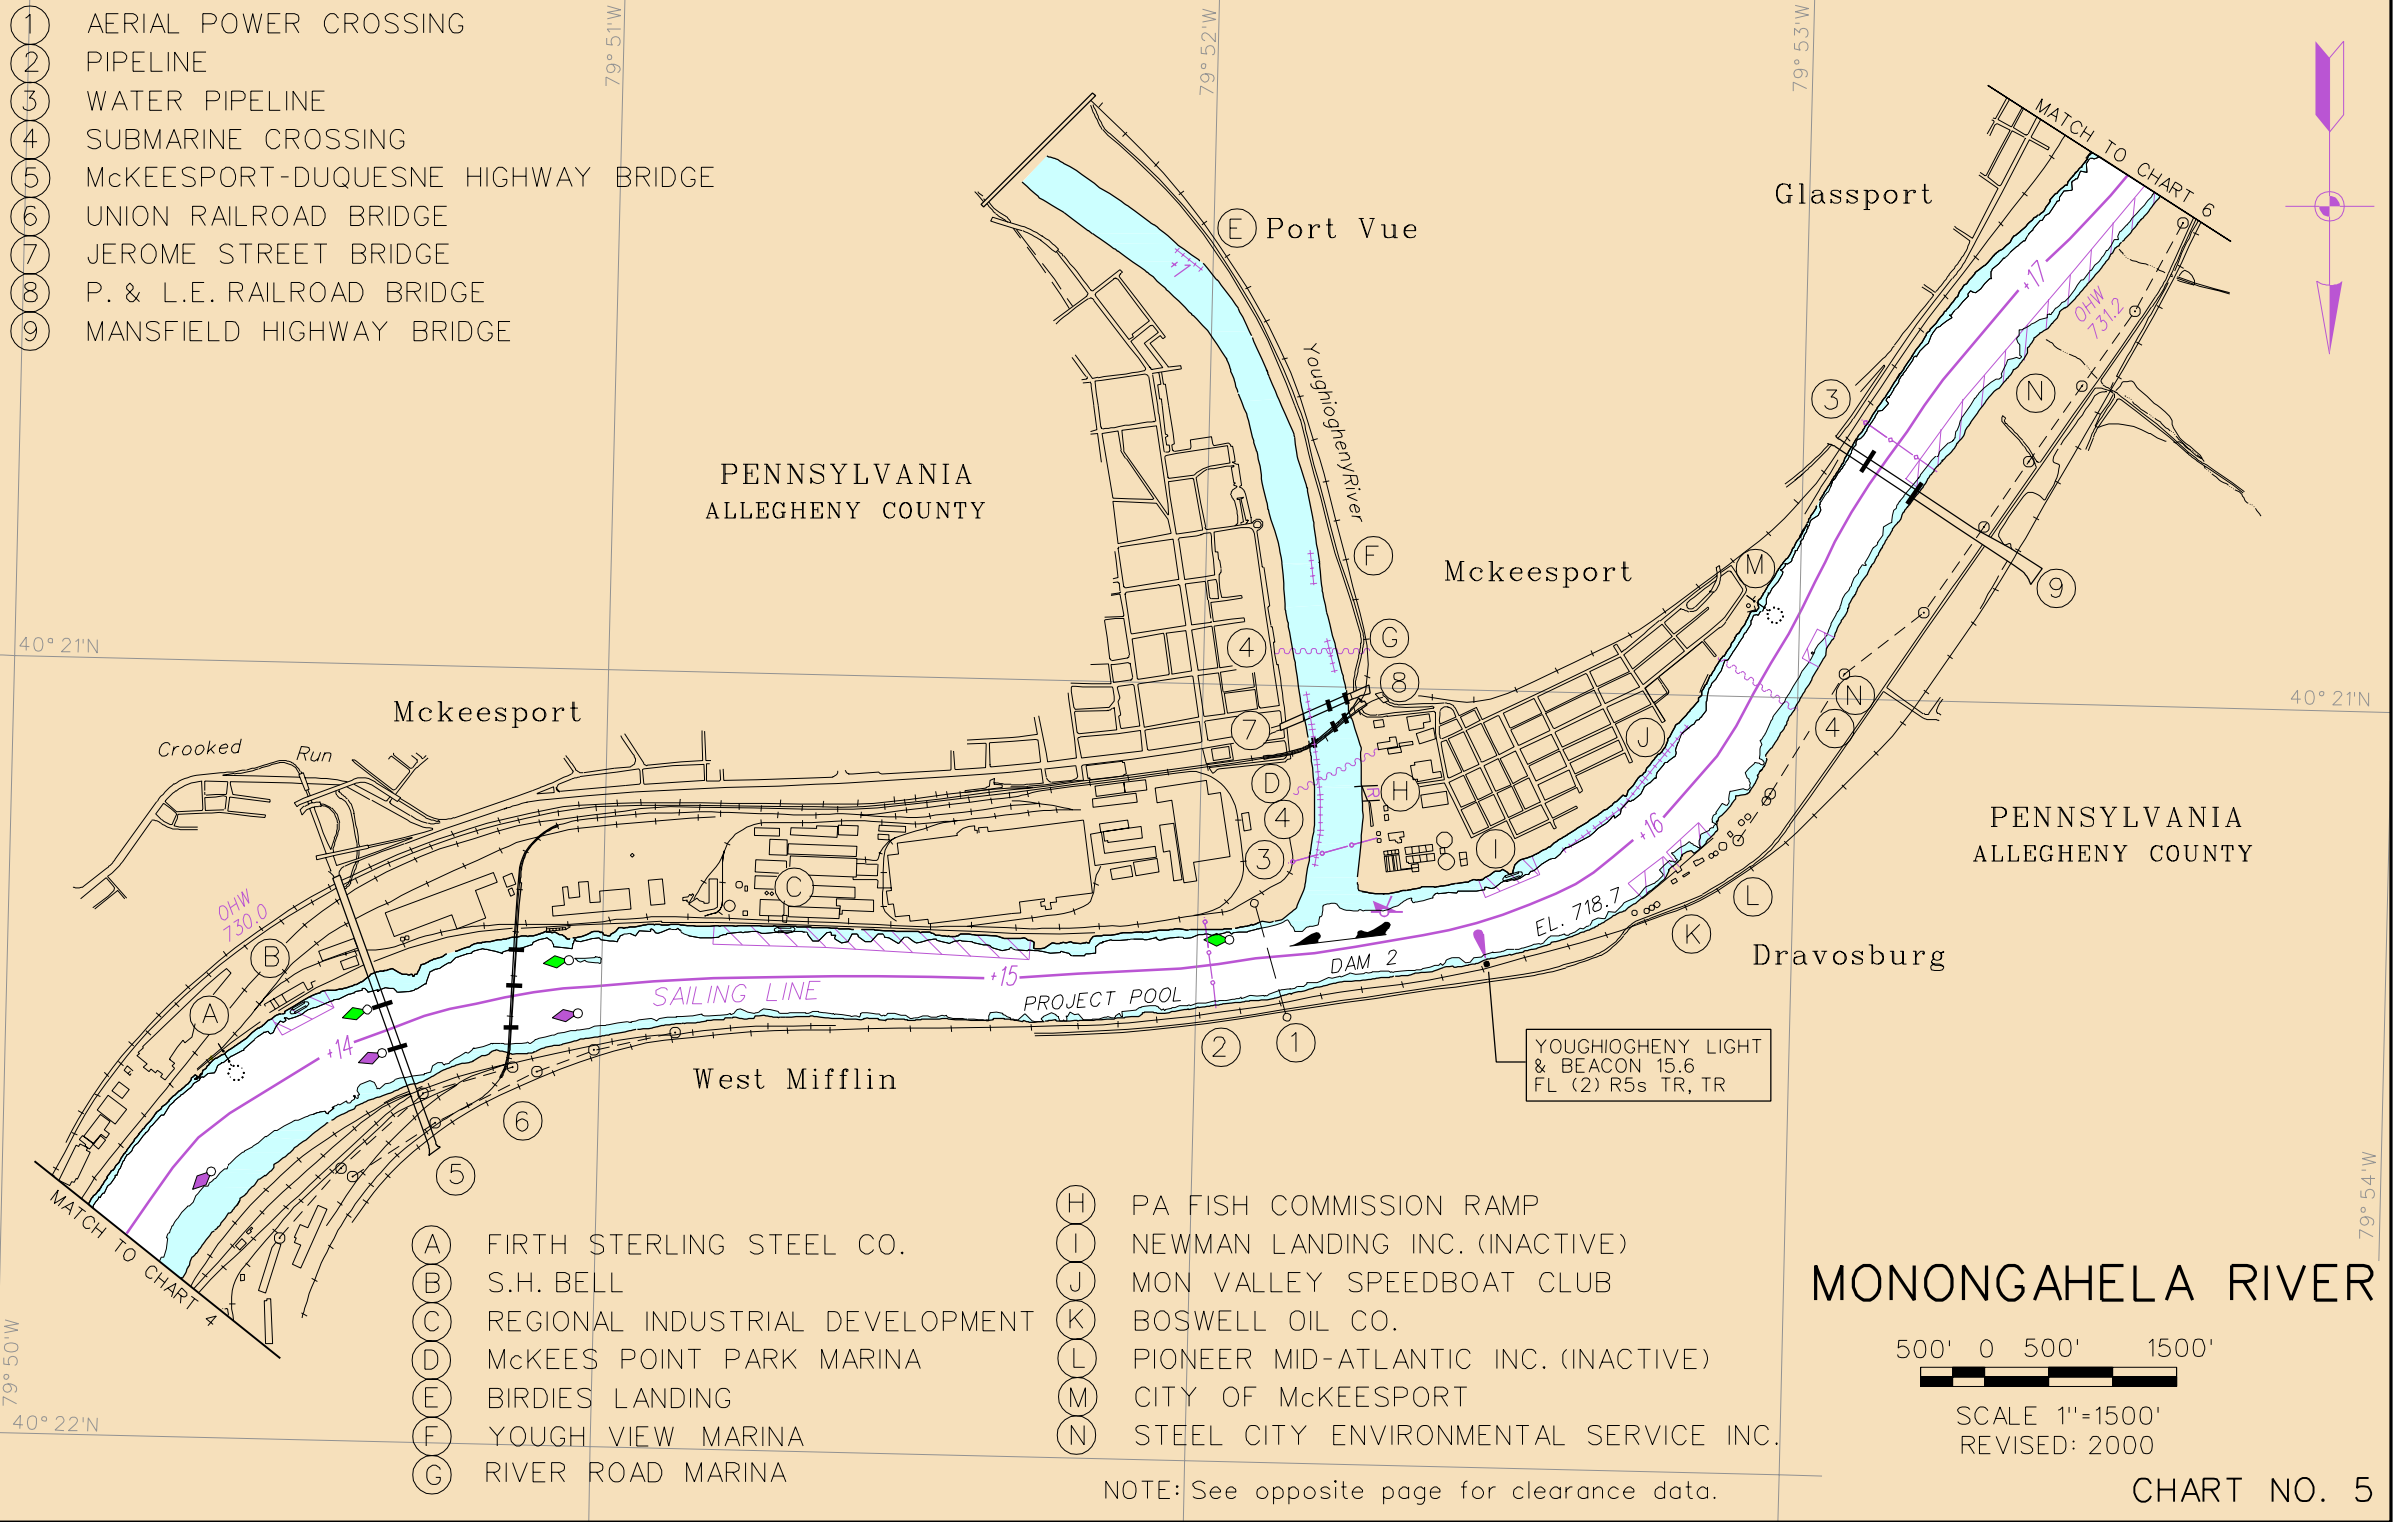 1 AERIAL POWER CROSSING
2 PIPELINE
3 WATER PIPELINE
4 SUBMARINE CROSSING
5 McKEESPORT-DUQUESNE HIGHWAY BRIDGE
6 UNION RAILROAD BRIDGE
7 JEROME STREET BRIDGE
8 P. & L.E. RAILROAD BRIDGE
9 MANSFIELD HIGHWAY BRIDGE
79° 51'W
79° 52'W
79° 53'W
MATCH TO CHART 6
Glassport
E Port Vue
+7
+17
OHW
731.2
3
N
Youghiogheny River
PENNSYLVANIA
ALLEGHENY COUNTY
F
Mckeesport
M
9
40° 21'N
4
G
8
7
N
4
40° 21'N
Mckeesport
Crooked Run
J
D
H
R
4
3
I
+16
PENNSYLVANIA
ALLEGHENY COUNTY
C
OHW
730.0
B
A
L
K
EL. 718.7
Dravosburg
DAM 2
+15
SAILING LINE
PROJECT POOL
+14
2
1
West Mifflin
6
5
YOUGHIOGHENY LIGHT
& BEACON 15.6
FL (2) R5s TR, TR
MATCH TO CHART 4
79° 50'W
40° 22'N
79° 54'W
A FIRTH STERLING STEEL CO.
B S.H. BELL
C REGIONAL INDUSTRIAL DEVELOPMENT
D McKEES POINT PARK MARINA
E BIRDIES LANDING
F YOUGH VIEW MARINA
G RIVER ROAD MARINA
H PA FISH COMMISSION RAMP
I NEWMAN LANDING INC. (INACTIVE)
J MON VALLEY SPEEDBOAT CLUB
K BOSWELL OIL CO.
L PIONEER MID-ATLANTIC INC. (INACTIVE)
M CITY OF McKEESPORT
N STEEL CITY ENVIRONMENTAL SERVICE INC.
NOTE: See opposite page for clearance data.
MONONGAHELA RIVER
500' 0 500' 1500'
SCALE 1"=1500'
REVISED: 2000
CHART NO. 5